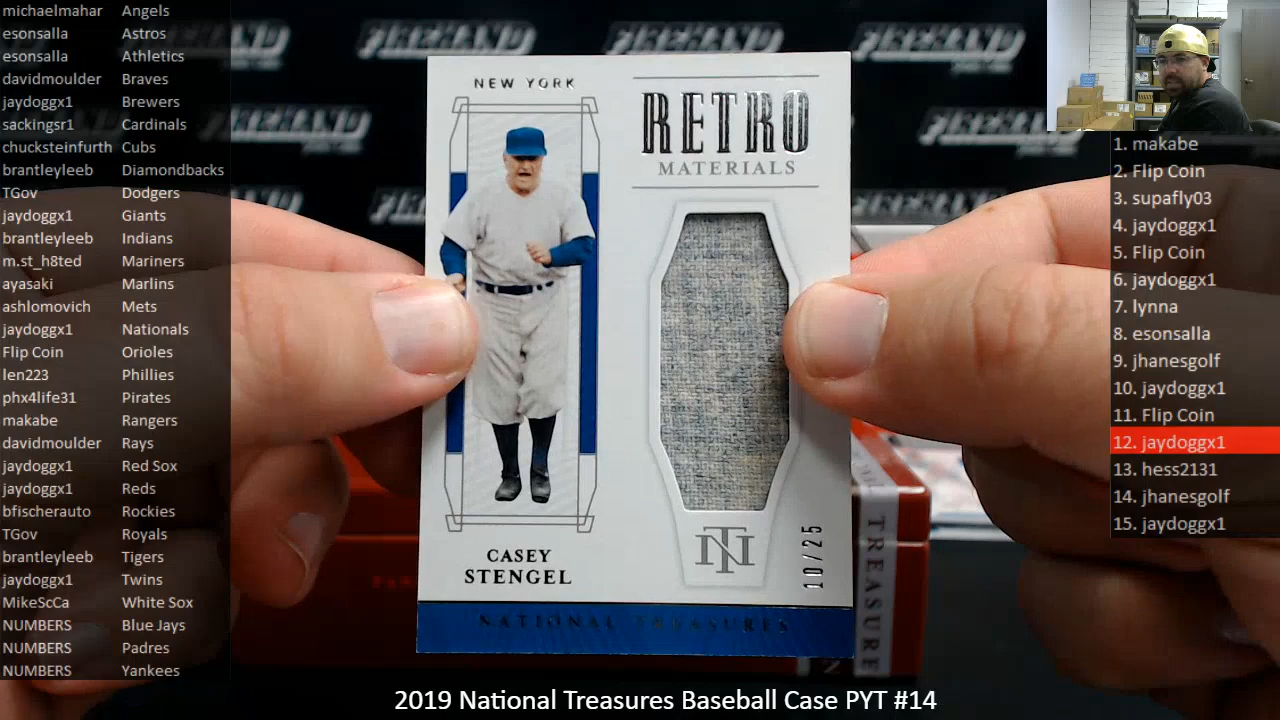 michaelmahar Angels
esonsalla Astros
esonsalla Athletics
davidmoulder Braves
jaydoggx1 Brewers
sackingsr1 Cardinals
chucksteinfurth Cubs
brantleyleeb Diamondbacks
TGov Dodgers
jaydoggx1 Giants
brantleyleeb Indians
m.st_h8ted Mariners
ayasaki Marlins
ashlomovich Mets
jaydoggx1 Nationals
Flip Coin Orioles
len223 Phillies
phx4life31 Pirates
makabe Rangers
davidmoulder Rays
jaydoggx1 Red Sox
jaydoggx1 Reds
bfischerauto Rockies
TGov Royals
brantleyleeb Tigers
jaydoggx1 Twins
MikeScCa White Sox
NUMBERS Blue Jays
NUMBERS Padres
NUMBERS Yankees
FIREHAND
FIREHAND
FIREHAND
FIREHAND
NEW YORK
RETRO
MATERIALS
CASEY
STENGEL
NT
10/25
NATIONAL TREASURES
TREASURE
1. makabe
2. Flip Coin
3. supafly03
4. jaydoggx1
5. Flip Coin
6. jaydoggx1
7. lynna
8. esonsalla
9. jhanesgolf
10. jaydoggx1
11. Flip Coin
12. jaydoggx1
13. hess2131
14. jhanesgolf
15. jaydoggx1
2019 National Treasures Baseball Case PYT #14